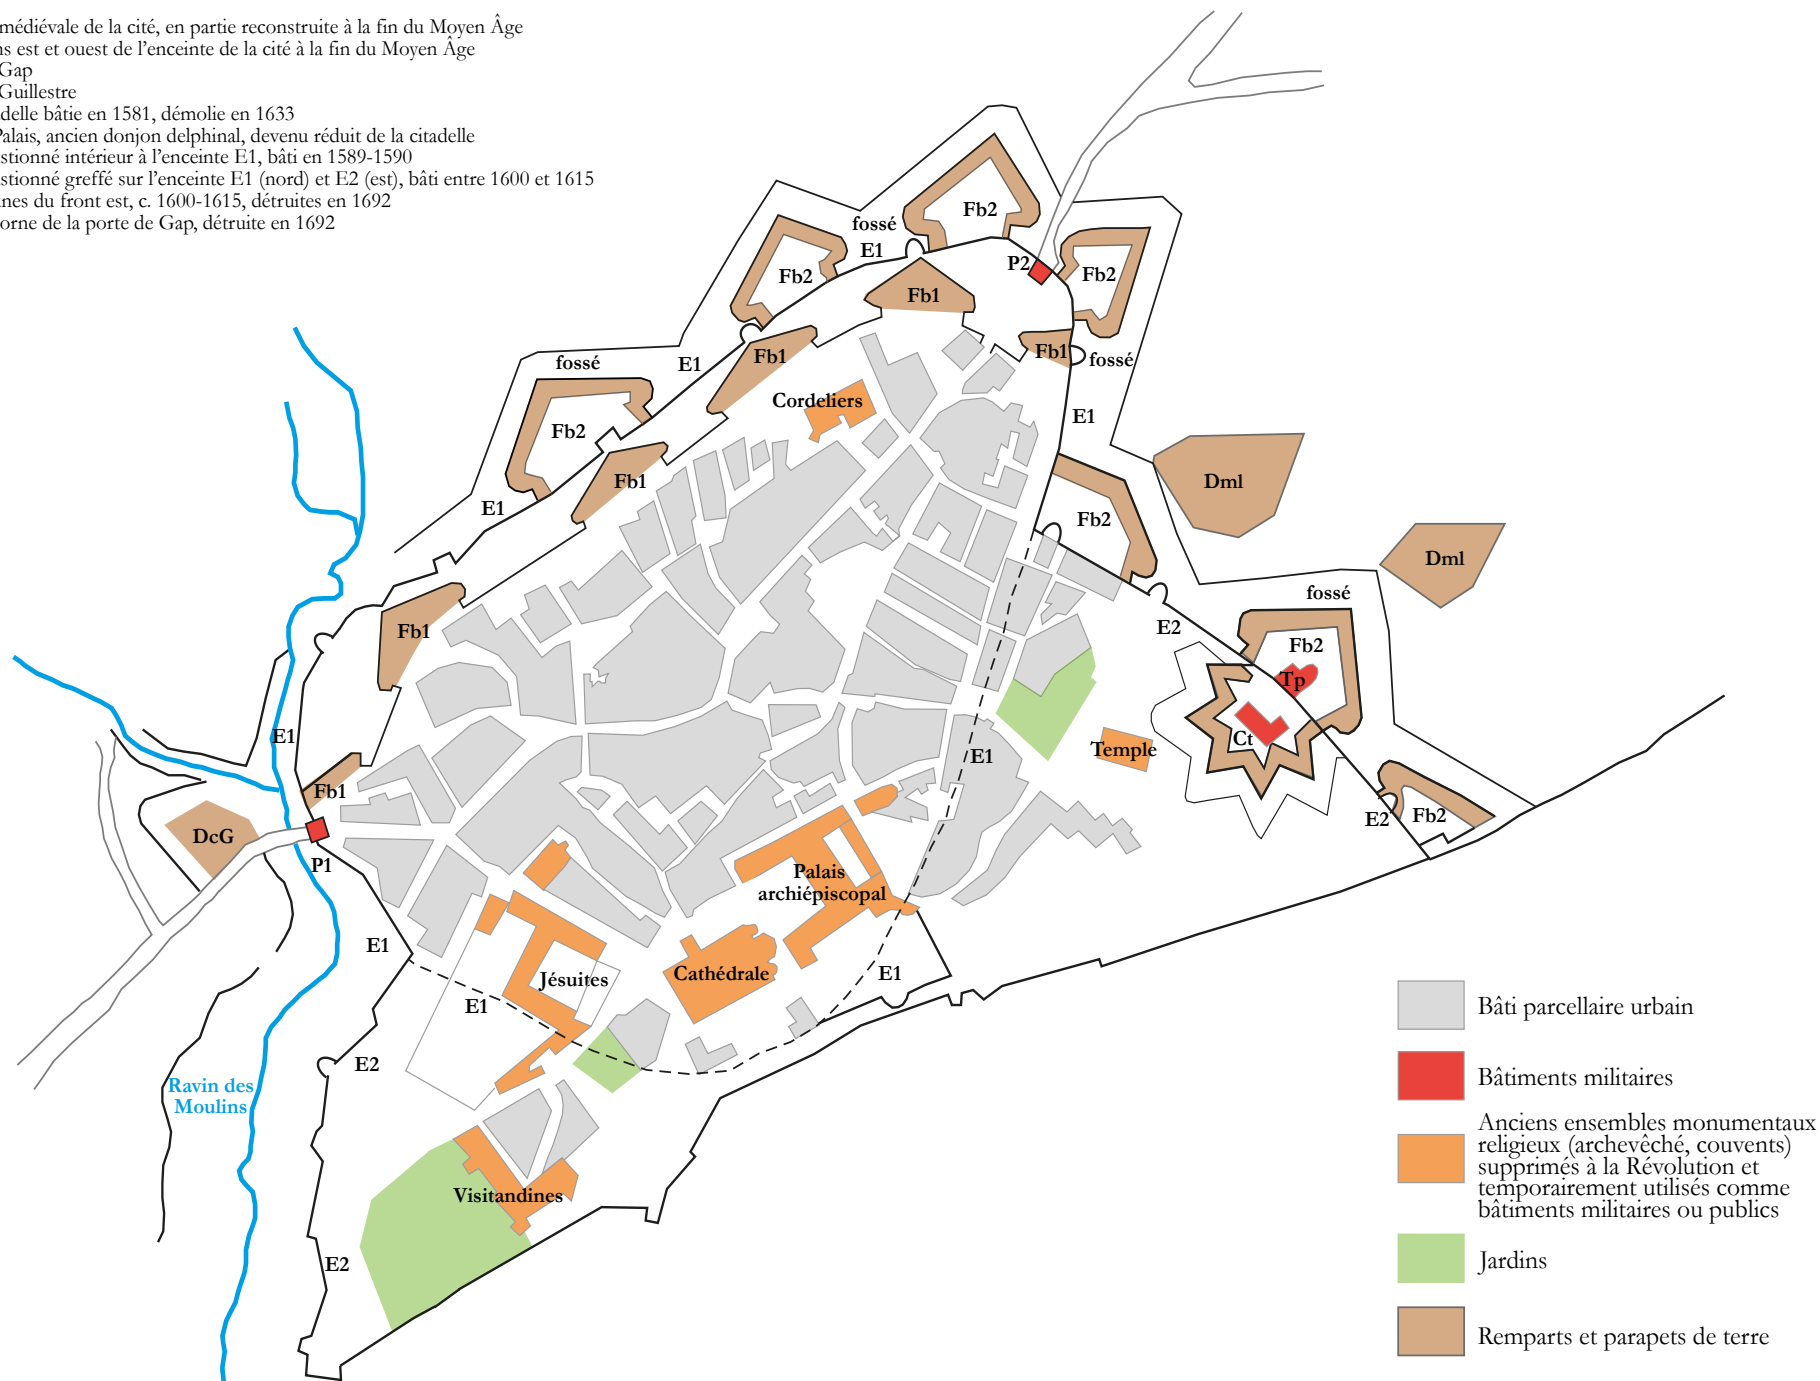 médiévale de la cité, en partie reconstruite à la fin du Moyen Âge
ns est et ouest de l'enceinte de la cité à la fin du Moyen Âge
Gap
Guillestre
delle bâtie en 1581, démolie en 1633
Palais, ancien donjon delphinal, devenu réduit de la citadelle
stionné intérieur à l'enceinte E1, bâti en 1589-1590
stionné greffé sur l'enceinte E1 (nord) et E2 (est), bâti entre 1600 et 1615
nes du front est, c. 1600-1615, détruites en 1692
orne de la porte de Gap, détruite en 1692
Fb2
fossé
E1
P2
Fb2
Fb2
Fb1
Fb1
fossé
E1
fossé
Fb1
Cordeliers
E1
Fb2
Fb1
Dml
E1
Fb2
Dml
fossé
E2
Fb1
Fb2
Tp
E1
Ct
Temple
E1
Fb1
E2
Fb2
DcG
P1
Palais
archiépiscopal
E1
Cathédrale
E1
Jésuites
E1
E2
Ravin des
Moulins
Visitandines
E2
Bâti parcellaire urbain
Bâtiments militaires
Anciens ensembles monumentaux
religieux (archevêché, couvents)
supprimés à la Révolution et
temporairement utilisés comme
bâtiments militaires ou publics
Jardins
Remparts et parapets de terre